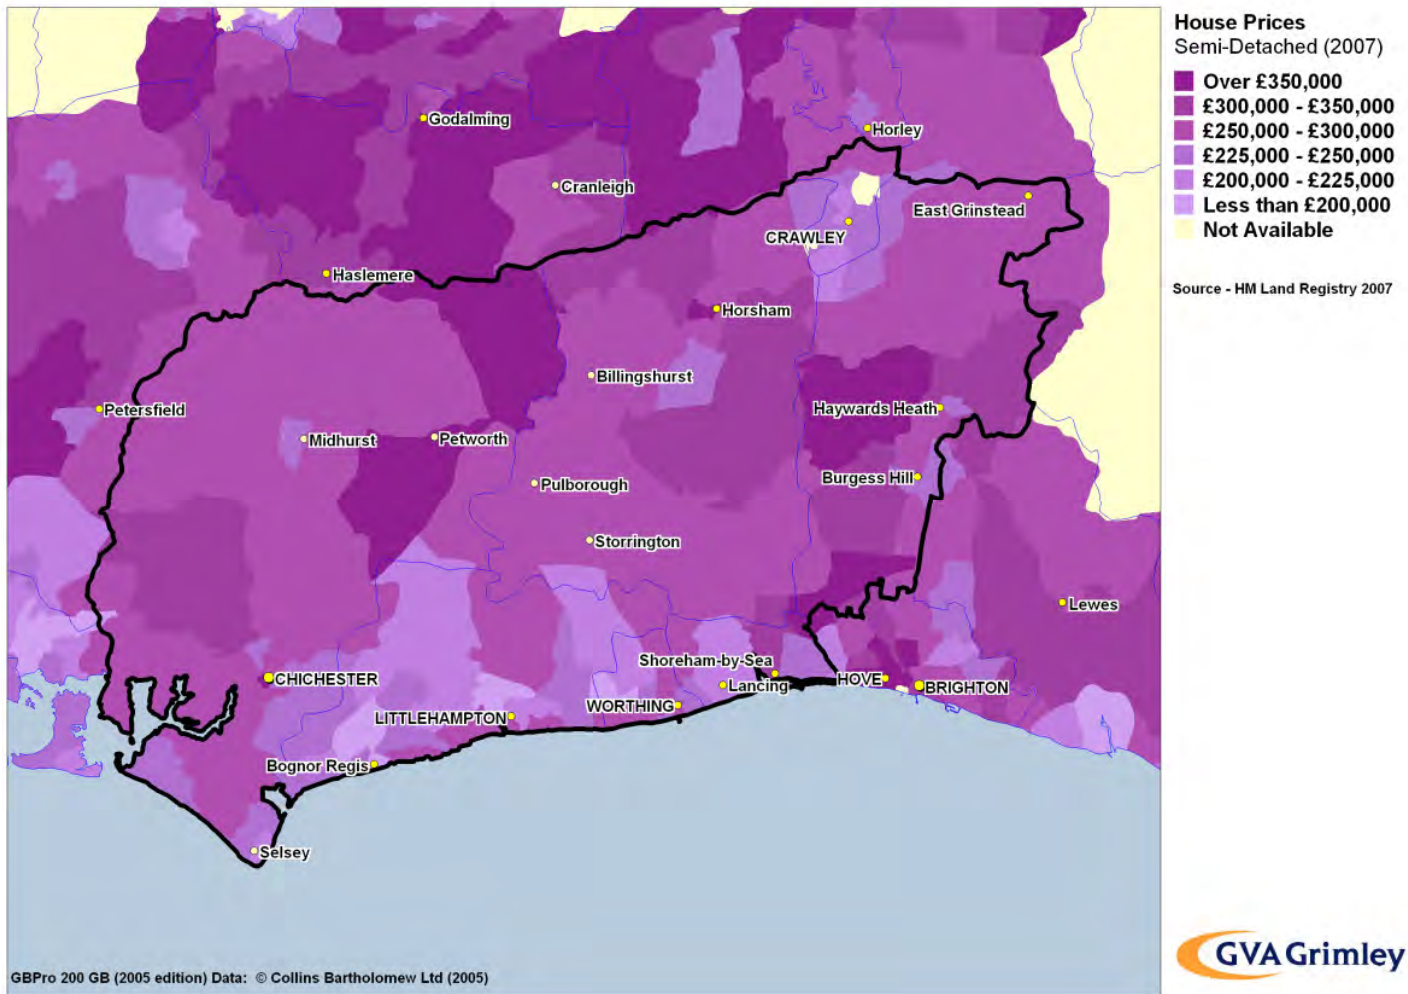 House Prices
Semi-Detached (2007)
Over £350,000
£300,000 - £350,000
£250,000 - £300,000
£225,000 - £250,000
£200,000 - £225,000
Less than £200,000
Not Available
Source - HM Land Registry 2007
Godalming
Horley
Cranleigh
East Grinstead
CRAWLEY
Haslemere
Horsham
Billingshurst
Petersfield
Haywards Heath
Midhurst
Petworth
Burgess Hill
Pulborough
Storrington
Lewes
Shoreham-by-Sea
CHICHESTER
HOVE
Lancing
BRIGHTON
WORTHING
LITTLEHAMPTON
Bognor Regis
Selsey
GVA Grimley
GBPro 200 GB (2005 edition) Data: © Collins Bartholomew Ltd (2005)